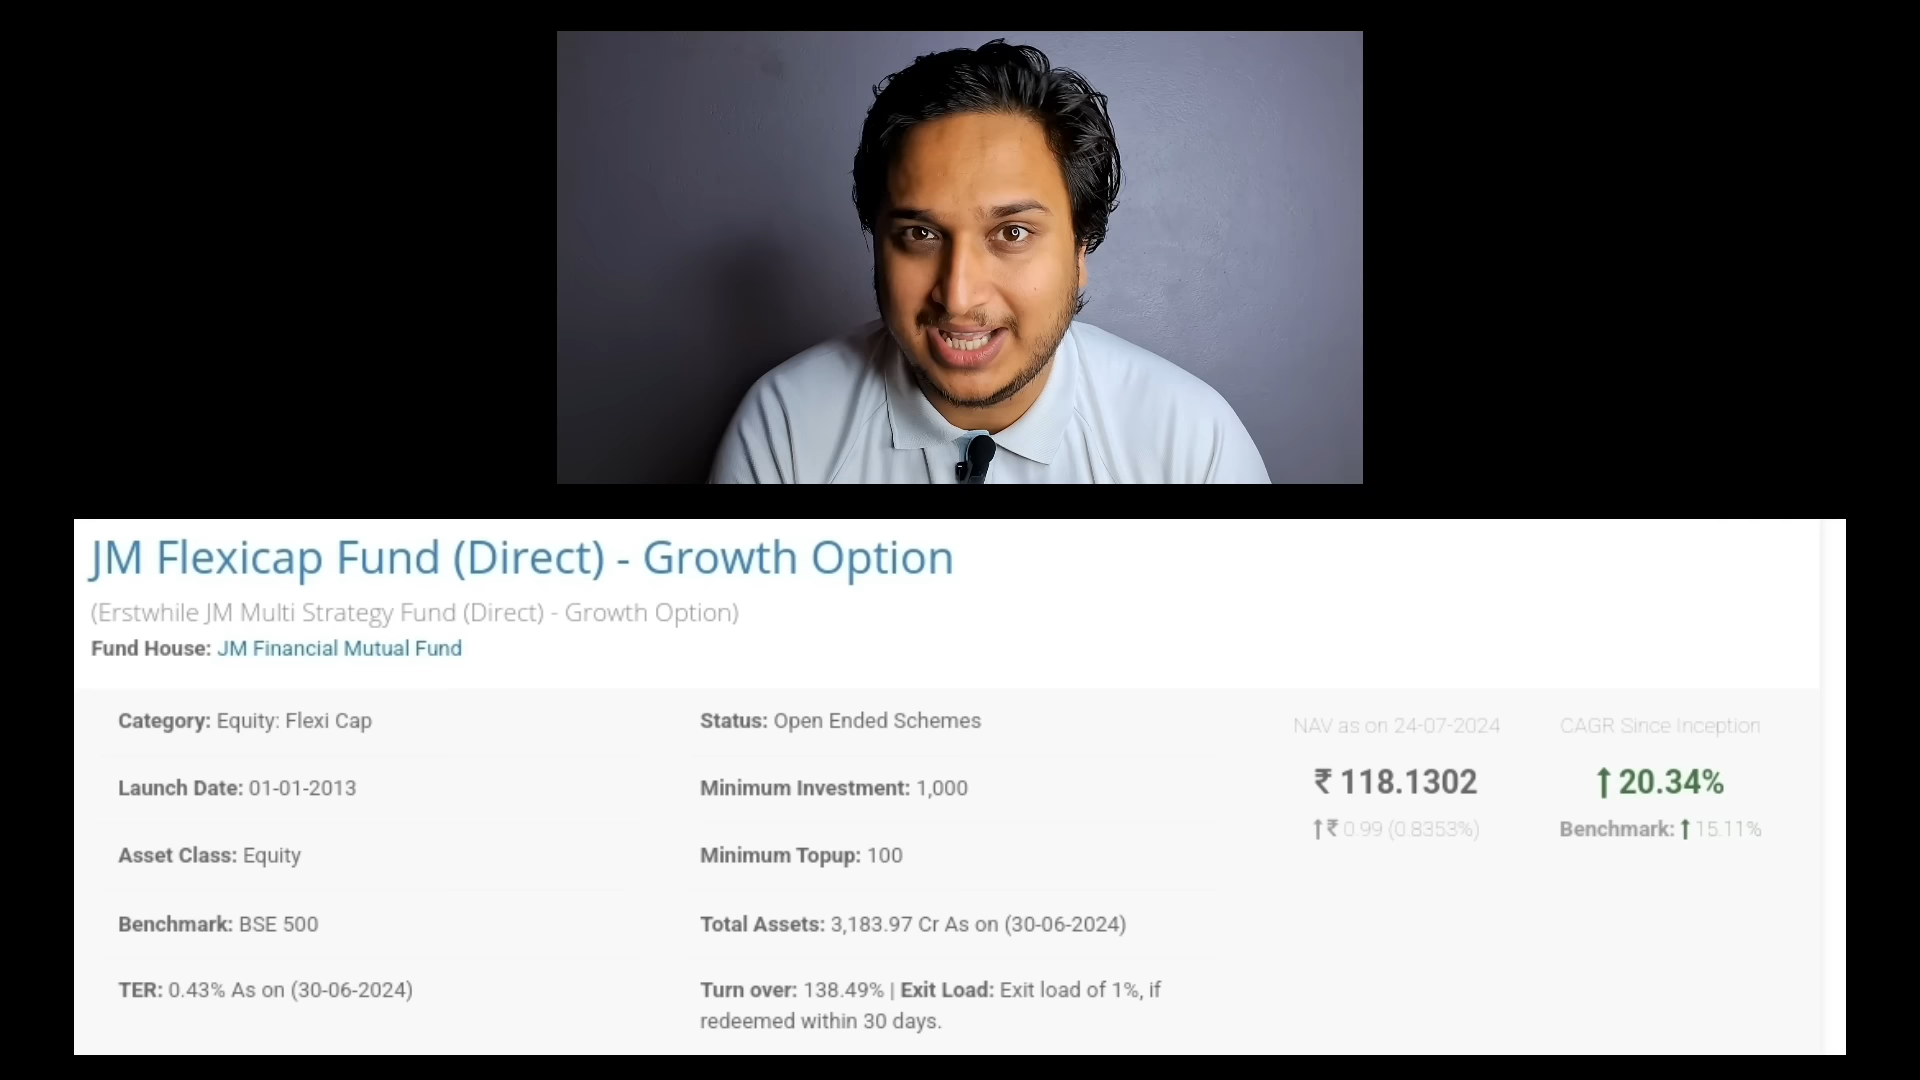 JM Flexicap Fund (Direct) - Growth Option
(Erstwhile JM Multi Strategy Fund (Direct) - Growth Option)
Fund House: JM Financial Mutual Fund
Category: Equity: Flexi Cap
Launch Date: 01-01-2013
Asset Class: Equity
Benchmark: BSE 500
TER: 0.43% As on (30-06-2024)
Status: Open Ended Schemes
Minimum Investment: 1,000
Minimum Topup: 100
Total Assets: 3,183.97 Cr As on (30-06-2024)
Turn over: 138.49% | Exit Load: Exit load of 1%, if
redeemed within 30 days.
NAV as on 24-07-2024
₹ 118.1302
↑₹ 0.99 (0.8353%)
CAGR Since Inception
↑ 20.34%
Benchmark: ↑ 15.11%